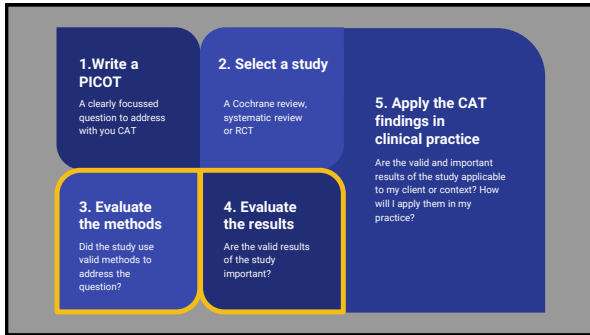 1.Write a
PICOT
A clearly focussed
question to address
with you CAT
2. Select a study
A Cochrane review,
systematic review
or RCT
3. Evaluate
the methods
Did the study use
valid methods to
address the
question?
4. Evaluate
the results
Are the valid results
of the study
important?
5. Apply the CAT
findings in
clinical practice
Are the valid and important
results of the study applicable
to my client or context? How
will I apply them in my
practice?